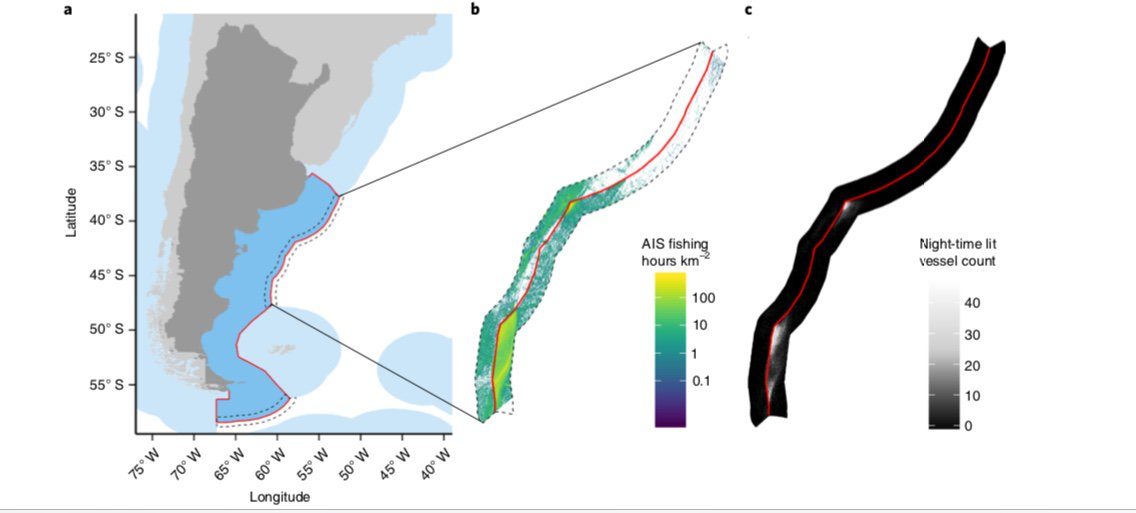 a
b
c
25° S
30° S
35° S
40° S
45° S
50° S
55° S
Latitude
75° W
70° W
65° W
60° W
55° W
50° W
45° W
40° W
Longitude
AIS fishing
hours km⁻²
100
10
1
0.1
Night-time lit
vessel count
40
30
20
10
0